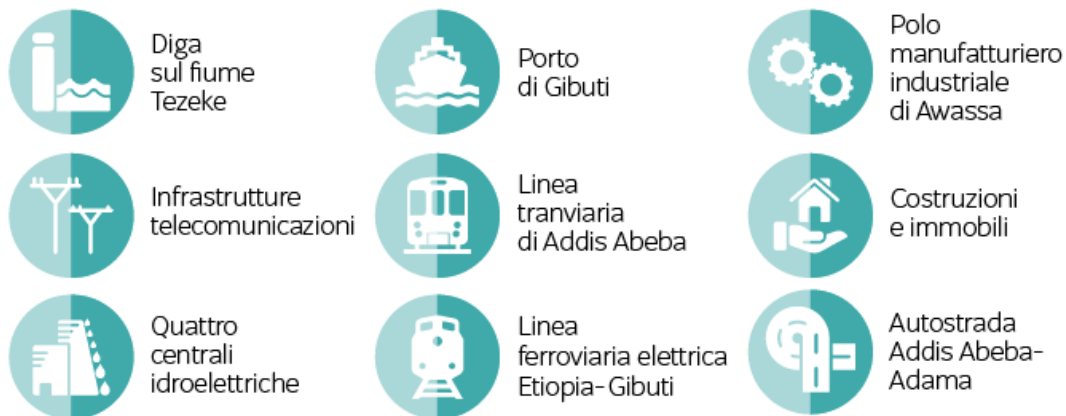 Diga
sul fiume
Tezeke
Porto
di Gibuti
Polo
manufatturiero
industriale
di Awassa
Infrastrutture
telecomunicazioni
Linea
tranviaria
di Addis Abeba
Costruzioni
e immobili
Quattro
centrali
idroelettriche
Linea
ferroviaria elettrica
Etiopia-Gibuti
Autostrada
Addis Abeba-
Adama